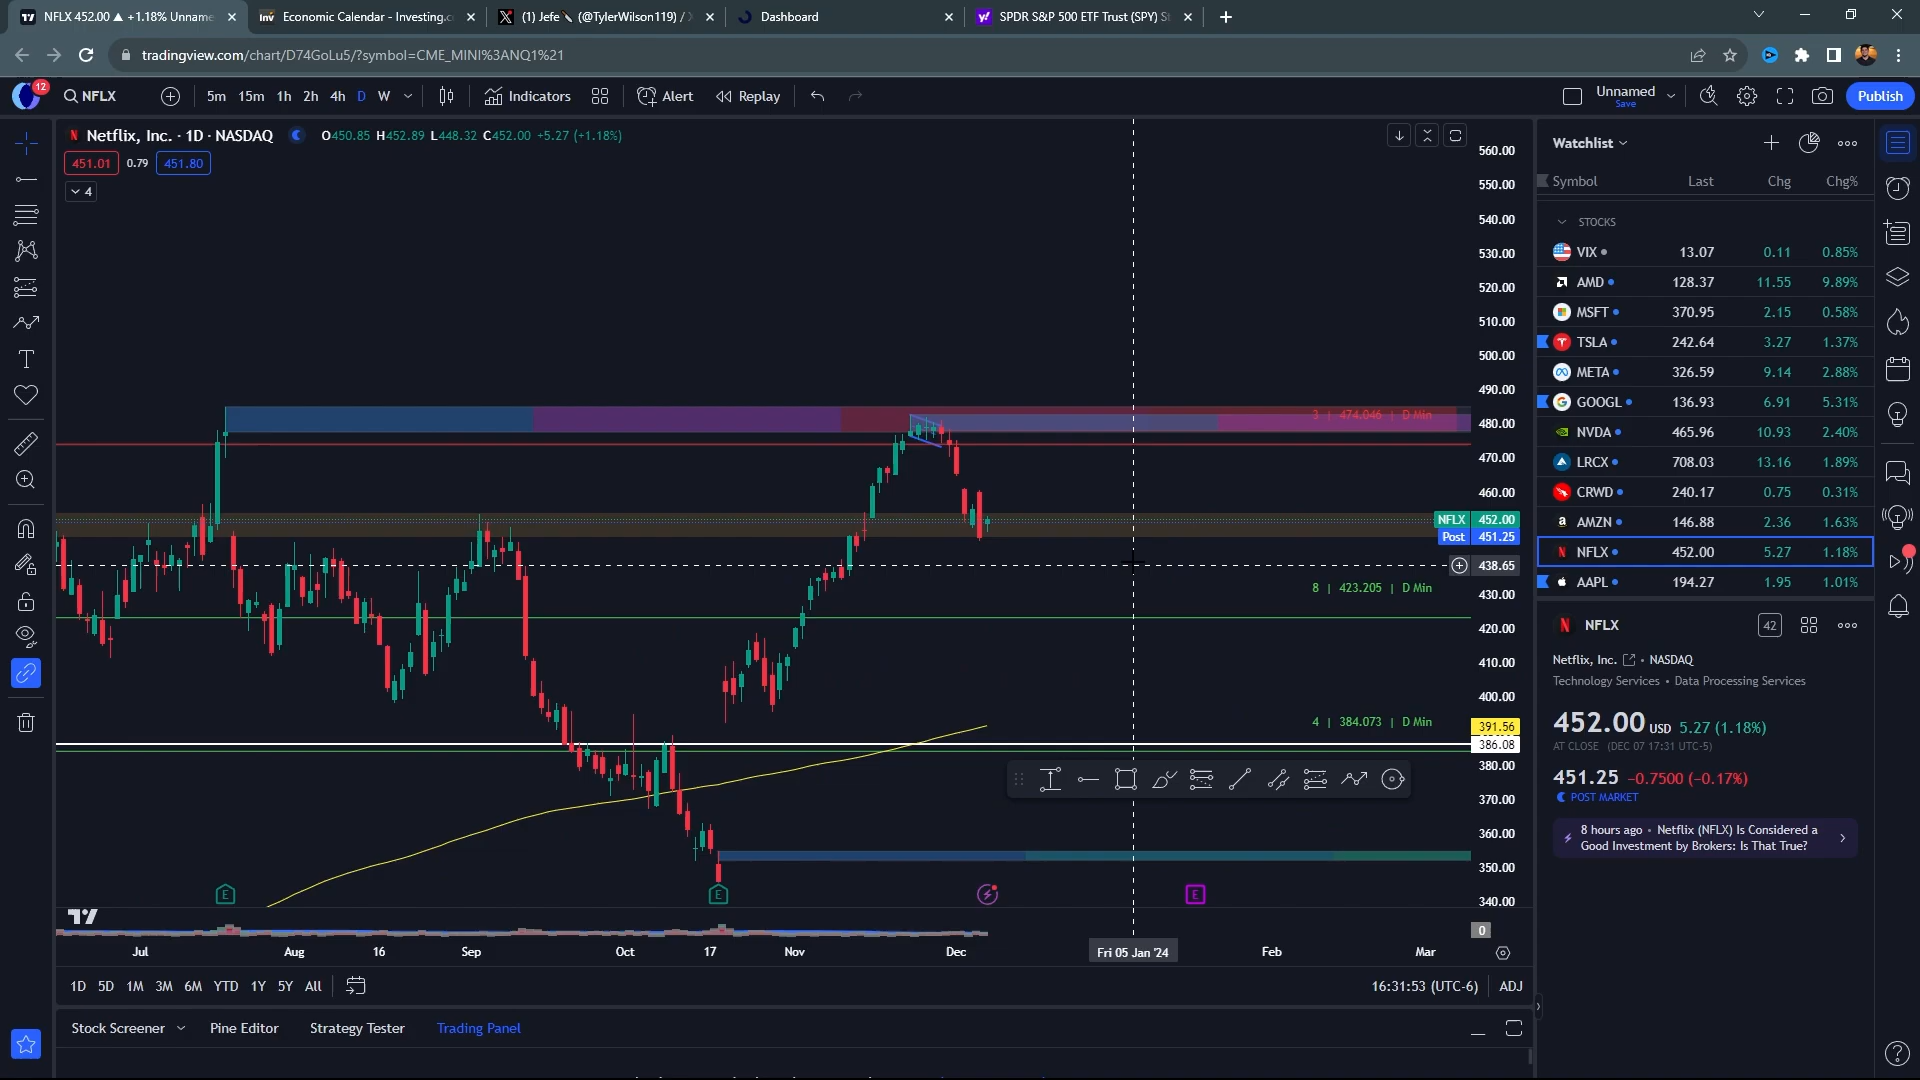 NFLX 452.00 ▲ +1.18% Unname
Economic Calendar - Investing.c
(1) Jefe (@TylerWilson119) / X
Dashboard
SPDR S&P 500 ETF Trust (SPY) S
tradingview.com/chart/D74GoLu5/?symbol=CME_MINI%3ANQ1%21
12
NFLX
5m 15m 1h 2h 4h D W
Indicators
Alert
Replay
Unnamed
Save
Publish
Netflix, Inc. · 1D · NASDAQ
O450.85 H452.89 L448.32 C452.00 +5.27 (+1.18%)
451.01 0.79 451.80
4
560.00
550.00
540.00
530.00
520.00
510.00
500.00
490.00
3 | 474.046 | D Min
480.00
470.00
460.00
NFLX 452.00
Post 451.25
438.65
8 | 423.205 | D Min
430.00
420.00
410.00
400.00
4 | 384.073 | D Min
391.56
386.08
380.00
370.00
360.00
350.00
340.00
E
E
E
0
Jul Aug 16 Sep Oct 17 Nov Dec Fri 05 Jan '24 Feb Mar
1D 5D 1M 3M 6M YTD 1Y 5Y All
16:31:53 (UTC-6) ADJ
Stock Screener Pine Editor Strategy Tester Trading Panel
Watchlist
Symbol Last Chg Chg%
STOCKS
VIX 13.07 0.11 0.85%
AMD 128.37 11.55 9.89%
MSFT 370.95 2.15 0.58%
TSLA 242.64 3.27 1.37%
META 326.59 9.14 2.88%
GOOGL 136.93 6.91 5.31%
NVDA 465.96 10.93 2.40%
LRCX 708.03 13.16 1.89%
CRWD 240.17 0.75 0.31%
AMZN 146.88 2.36 1.63%
NFLX 452.00 5.27 1.18%
AAPL 194.27 1.95 1.01%
NFLX
42
Netflix, Inc. • NASDAQ
Technology Services • Data Processing Services
452.00 USD 5.27 (1.18%)
AT CLOSE (DEC 07 17:31 UTC-5)
451.25 −0.7500 (−0.17%)
POST MARKET
8 hours ago • Netflix (NFLX) Is Considered a
Good Investment by Brokers: Is That True?